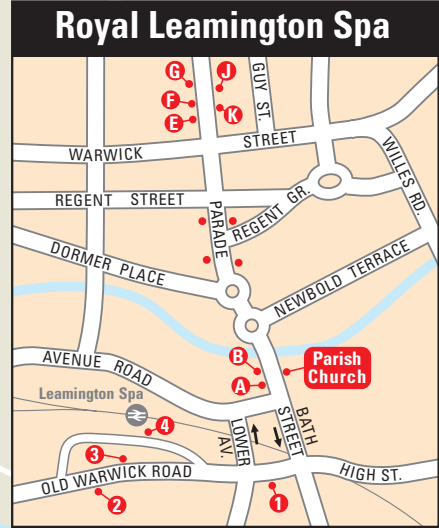 Royal Leamington Spa
G
J
F
K
E
GUY ST.
WARWICK STREET
WILLES RD.
REGENT STREET
PARADE
REGENT GR.
DORMER PLACE
NEWBOLD TERRACE
B
Parish
Church
A
AVENUE ROAD
Leamington Spa
4
LOWER AV.
BATH STREET
3
OLD WARWICK ROAD
HIGH ST.
2
1